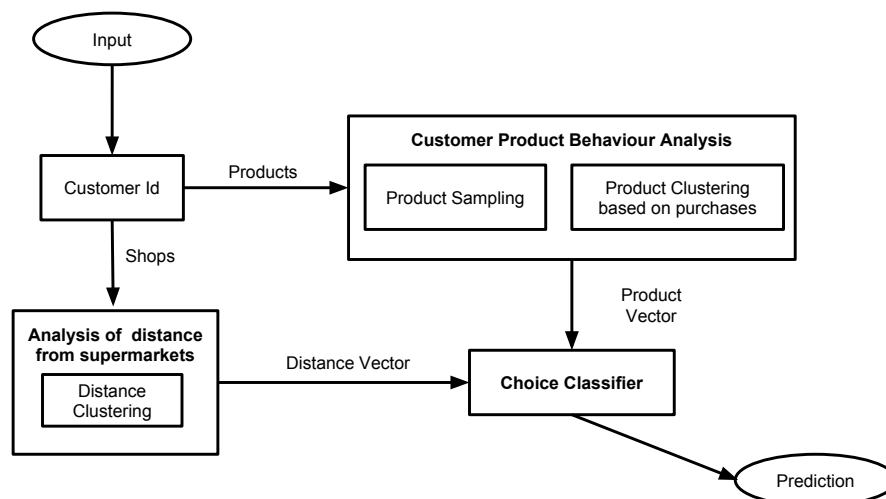 Input
Customer Product Behaviour Analysis
Products
Customer Id
Product Sampling
Product Clustering
based on purchases
Shops
Product
Vector
Analysis of distance
from supermarkets
Distance Vector
Choice Classifier
Distance
Clustering
Prediction